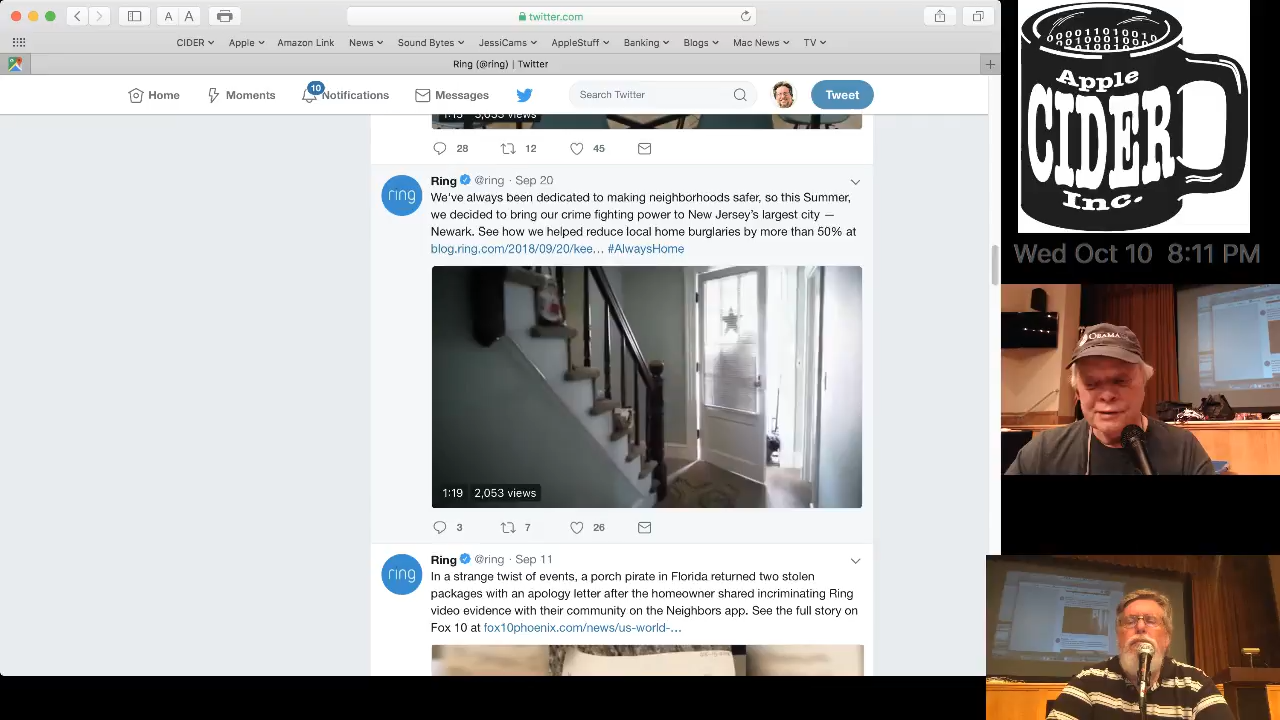 twitter.com
A A
CIDER Apple Amazon Link News Sound Bytes JessiCams AppleStuff Banking Blogs Mac News TV
Ring (@ring) | Twitter
Home Moments 10 Notifications Messages Search Twitter Tweet
28 12 45
Ring @ring · Sep 20
We've always been dedicated to making neighborhoods safer, so this Summer,
we decided to bring our crime fighting power to New Jersey's largest city —
Newark. See how we helped reduce local home burglaries by more than 50% at
blog.ring.com/2018/09/20/kee… #AlwaysHome
ring
1:19 2,053 views
3 7 26
Ring @ring · Sep 11
In a strange twist of events, a porch pirate in Florida returned two stolen
packages with an apology letter after the homeowner shared incriminating Ring
video evidence with their community on the Neighbors app. See the full story on
Fox 10 at fox10phoenix.com/news/us-world-…
ring
Apple
CIDER
Inc.
Wed Oct 10 8:11 PM
OBAMA